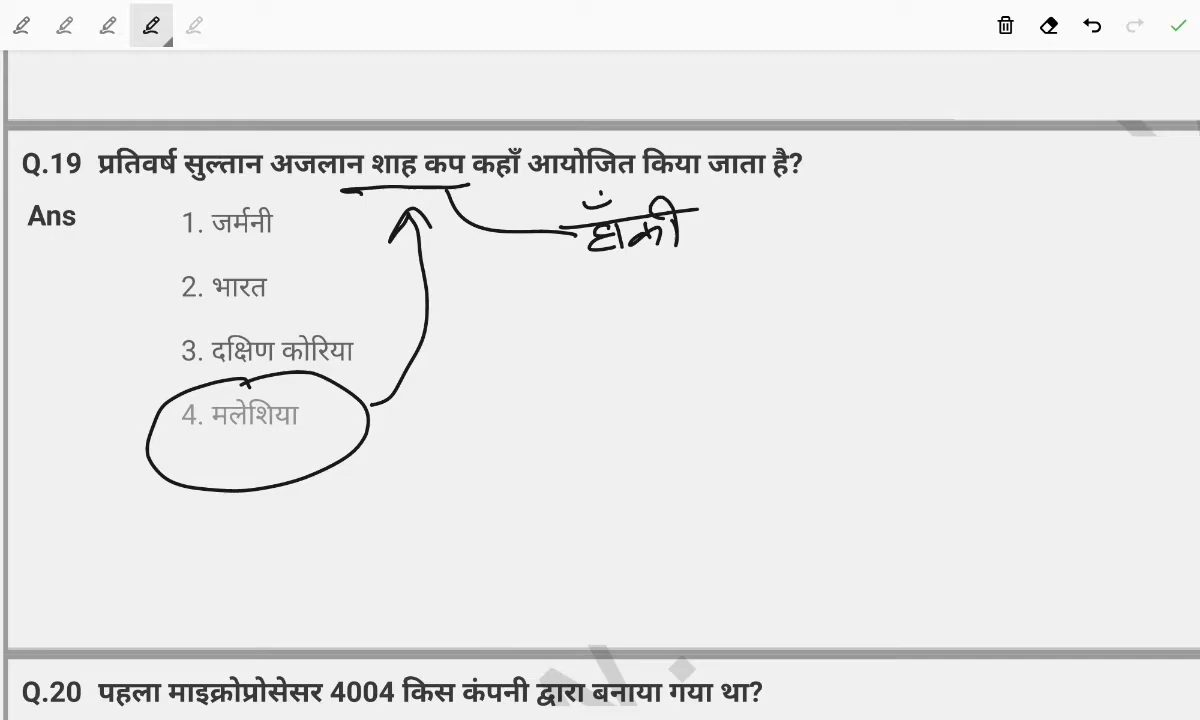 Q.19 प्रतिवर्ष सुल्तान अजलान शाह कप कहाँ आयोजित किया जाता है?
हॉकी
Ans 1. जर्मनी
2. भारत
3. दक्षिण कोरिया
4. मलेशिया
Q.20 पहला माइक्रोप्रोसेसर 4004 किस कंपनी द्वारा बनाया गया था?